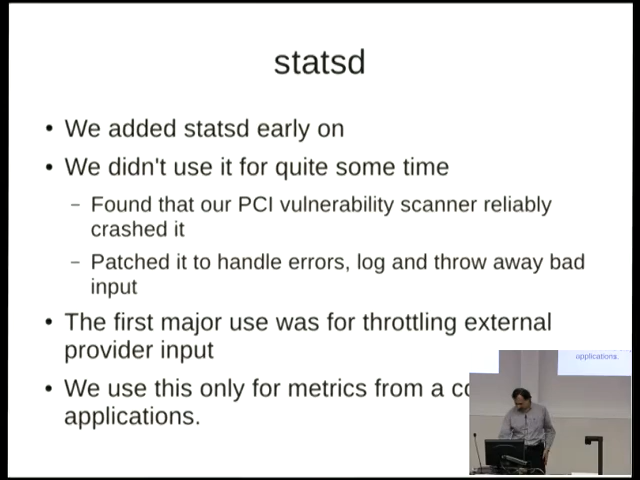 statsd
• We added statsd early on
• We didn't use it for quite some time
– Found that our PCI vulnerability scanner reliably
crashed it
– Patched it to handle errors, log and throw away bad
input
• The first major use was for throttling external
provider input
• We use this only for metrics from a
applications.
applications.